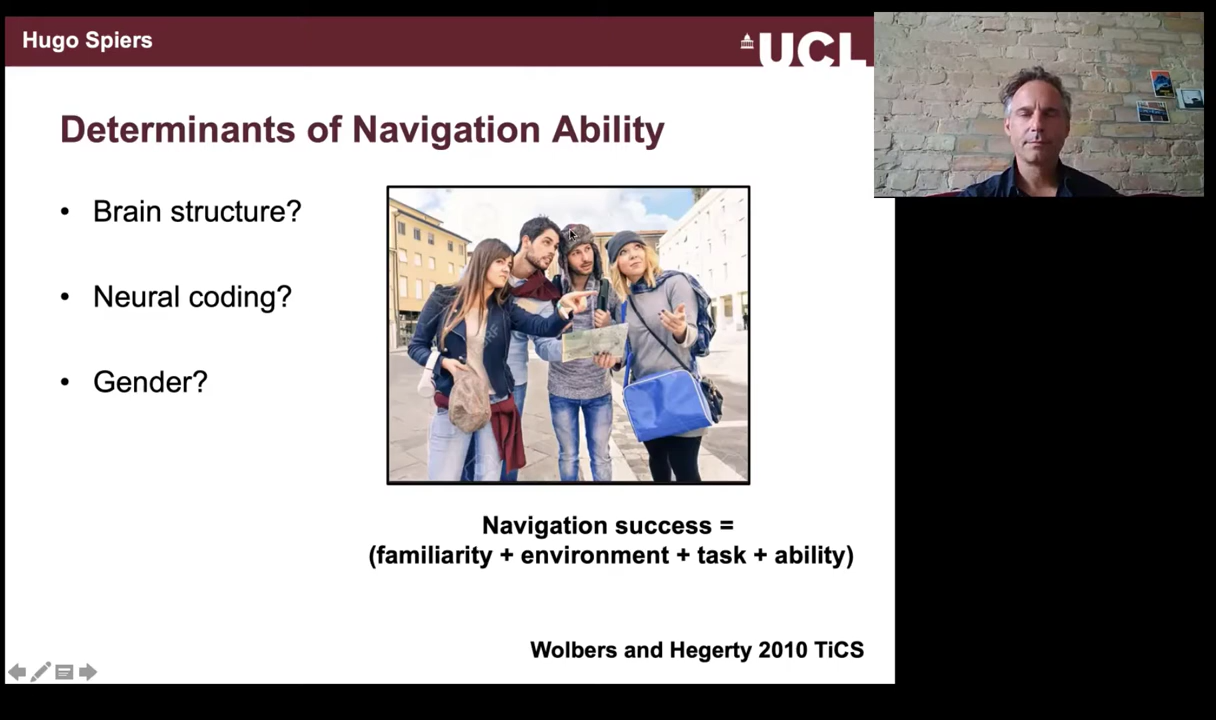 Hugo Spiers
UCL
Determinants of Navigation Ability
• Brain structure?
• Neural coding?
• Gender?
Navigation success =
(familiarity + environment + task + ability)
Wolbers and Hegerty 2010 TiCS